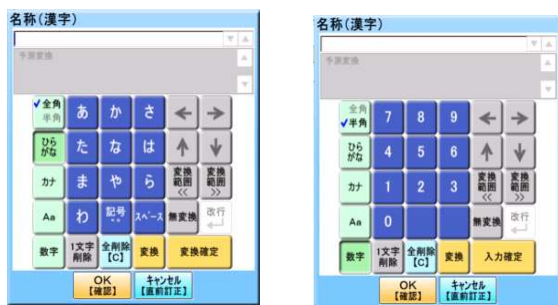 名称(漢字)
予測変換
✓全角 半角 あ か さ ← →
ひらがな た な は ↑ ↓
カナ ま や ら 変換範囲<< 変換範囲>>
Aa わ 記号 スペース 無変換 改行
数字 1文字削除 全削除【C】 変換 変換確定
OK【確認】 キャンセル【直前訂正】
名称(漢字)
予測変換
全角 ✓半角 7 8 9 ← →
ひらがな 4 5 6 ↑ ↓
カナ 1 2 3 変換範囲<< 変換範囲>>
Aa 0 無変換 改行
数字 1文字削除 全削除【C】 変換 入力確定
OK【確認】 キャンセル【直前訂正】